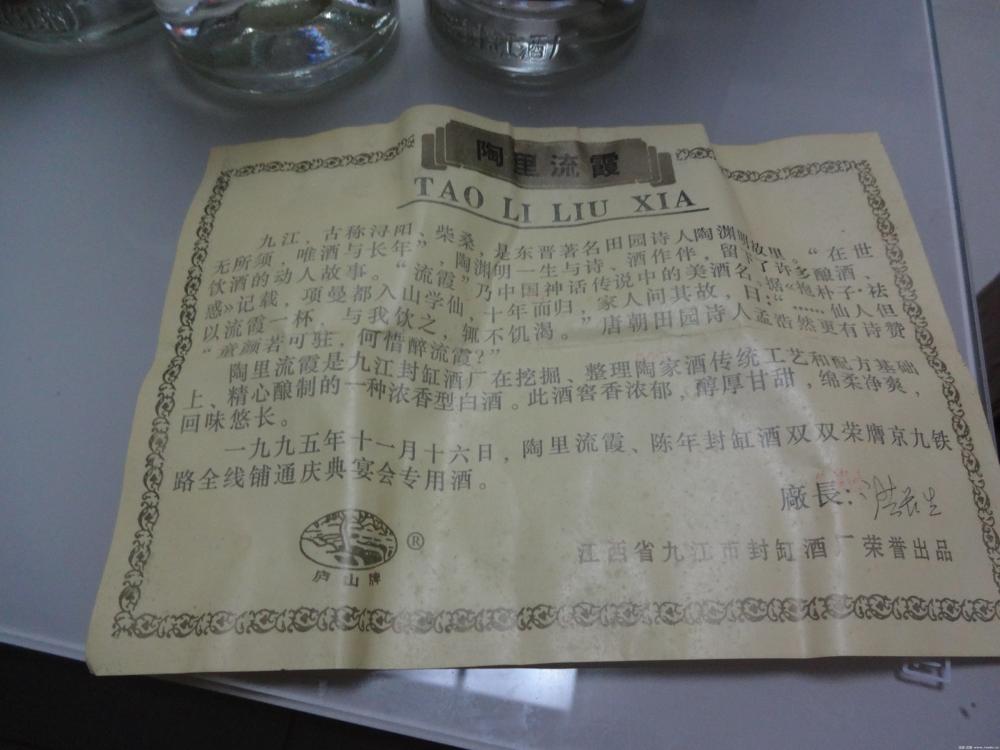 江酒厂
陶里流霞
TAO LI LIU XIA
九江，古称浔阳、柴桑，是东晋著名田园诗人陶渊明故里。“在世
无所须，唯酒与长年”，陶渊明一生与诗、酒作伴，留下了许多酿酒、
饮酒的动人故事。“流霞”乃中国神话传说中的美酒名。据《抱朴子·祛
惑》记载，项曼都入山学仙，十年而归，家人问其故，曰：“……仙人但
以流霞一杯，与我饮之，辄不饥渴。”唐朝田园诗人孟浩然更有诗赞
“童颜若可驻，何惜醉流霞？”
陶里流霞是九江封缸酒厂在挖掘、整理陶家酒传统工艺和配方基础
上、精心酿制的一种浓香型白酒。此酒窖香浓郁，醇厚甘甜，绵柔净爽，
回味悠长。
一九九五年十一月十六日，陶里流霞、陈年封缸酒双双荣膺京九铁
路全线铺通庆典宴会专用酒。
廠長：
庐山牌 ®
江西省九江市封缸酒厂荣誉出品